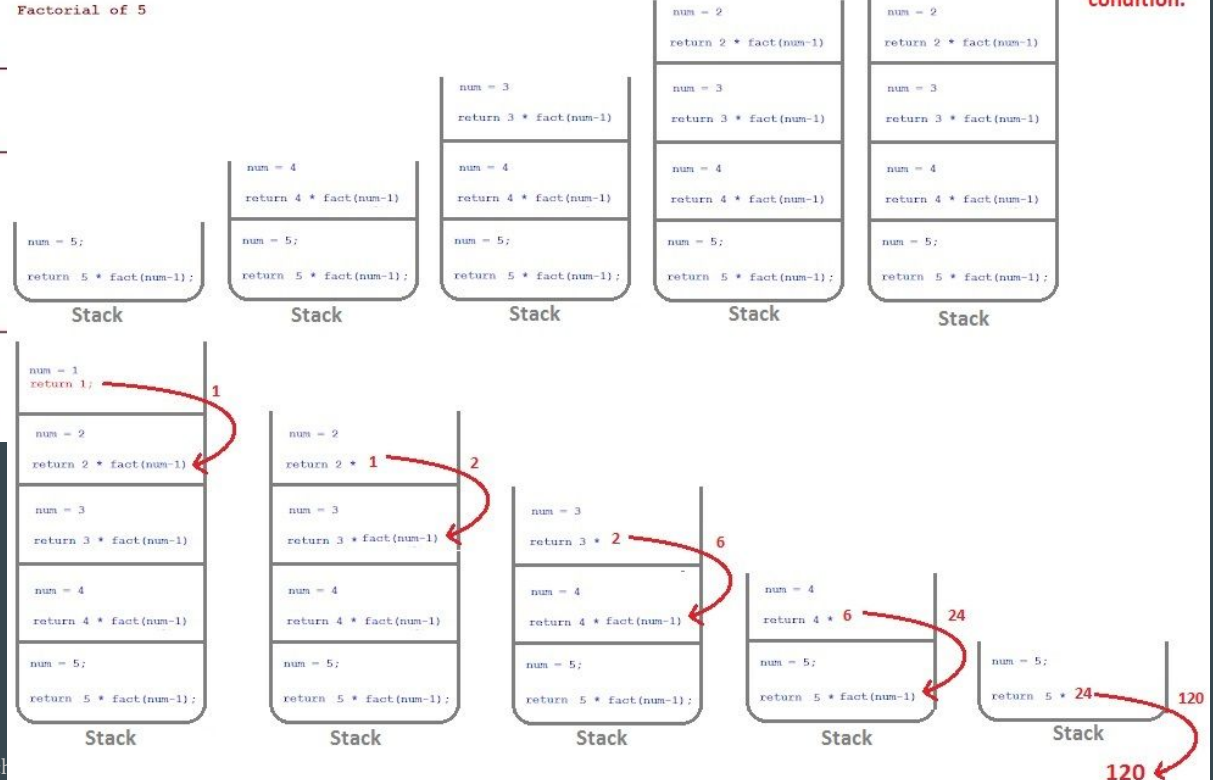 Factorial of 5
condition.
num = 5;
return 5 * fact(num-1);
Stack
num = 4
return 4 * fact(num-1)
num = 5;
return 5 * fact(num-1);
Stack
num = 3
return 3 * fact(num-1)
num = 4
return 4 * fact(num-1)
num = 5;
return 5 * fact(num-1);
Stack
num = 2
return 2 * fact(num-1)
num = 3
return 3 * fact(num-1)
num = 4
return 4 * fact(num-1)
num = 5;
return 5 * fact(num-1);
Stack
num = 2
return 2 * fact(num-1)
num = 3
return 3 * fact(num-1)
num = 4
return 4 * fact(num-1)
num = 5;
return 5 * fact(num-1);
Stack
num = 1
return 1;
1
num = 2
return 2 * fact(num-1)
num = 3
return 3 * fact(num-1)
num = 4
return 4 * fact(num-1)
num = 5;
return 5 * fact(num-1);
Stack
num = 2
return 2 * 1
2
num = 3
return 3 * fact(num-1)
num = 4
return 4 * fact(num-1)
num = 5;
return 5 * fact(num-1);
Stack
num = 3
return 3 * 2
6
num = 4
return 4 * fact(num-1)
num = 5;
return 5 * fact(num-1);
Stack
num = 4
return 4 * 6
24
num = 5;
return 5 * fact(num-1)
Stack
num = 5;
return 5 * 24
120
Stack
120